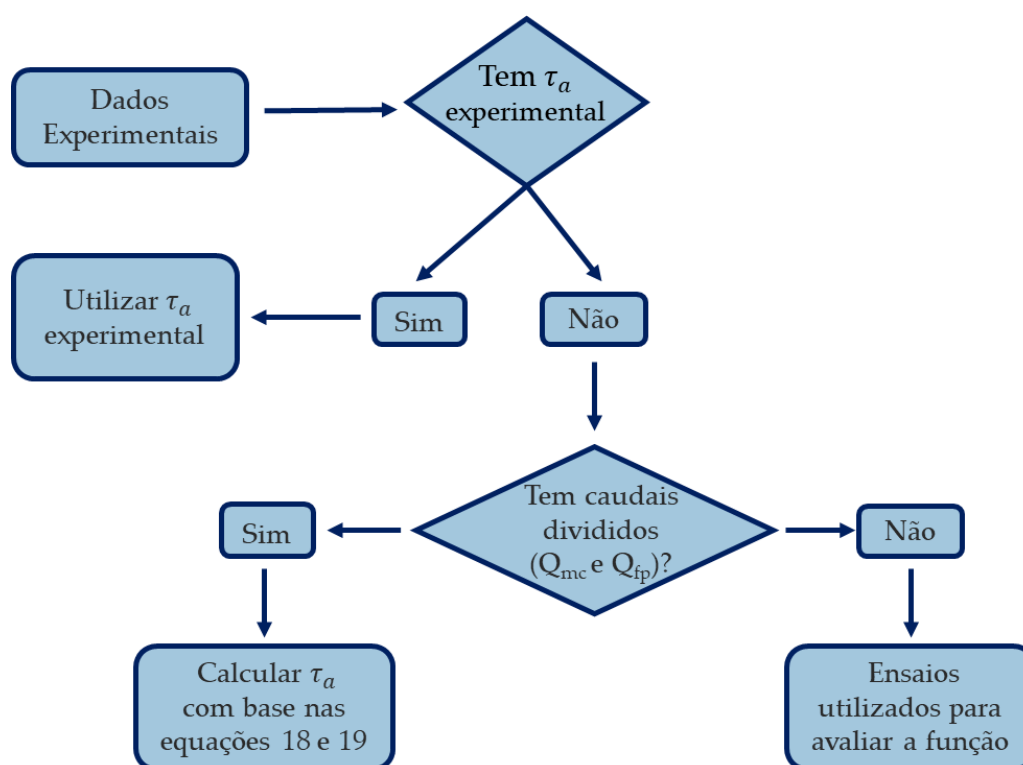 Dados
Experimentais
Tem τₐ
experimental
Utilizar τₐ
experimental
Sim
Não
Tem caudais
divididos
(Qmc e Qfp)?
Sim
Não
Calcular τₐ
com base nas
equações 18 e 19
Ensaios
utilizados para
avaliar a função